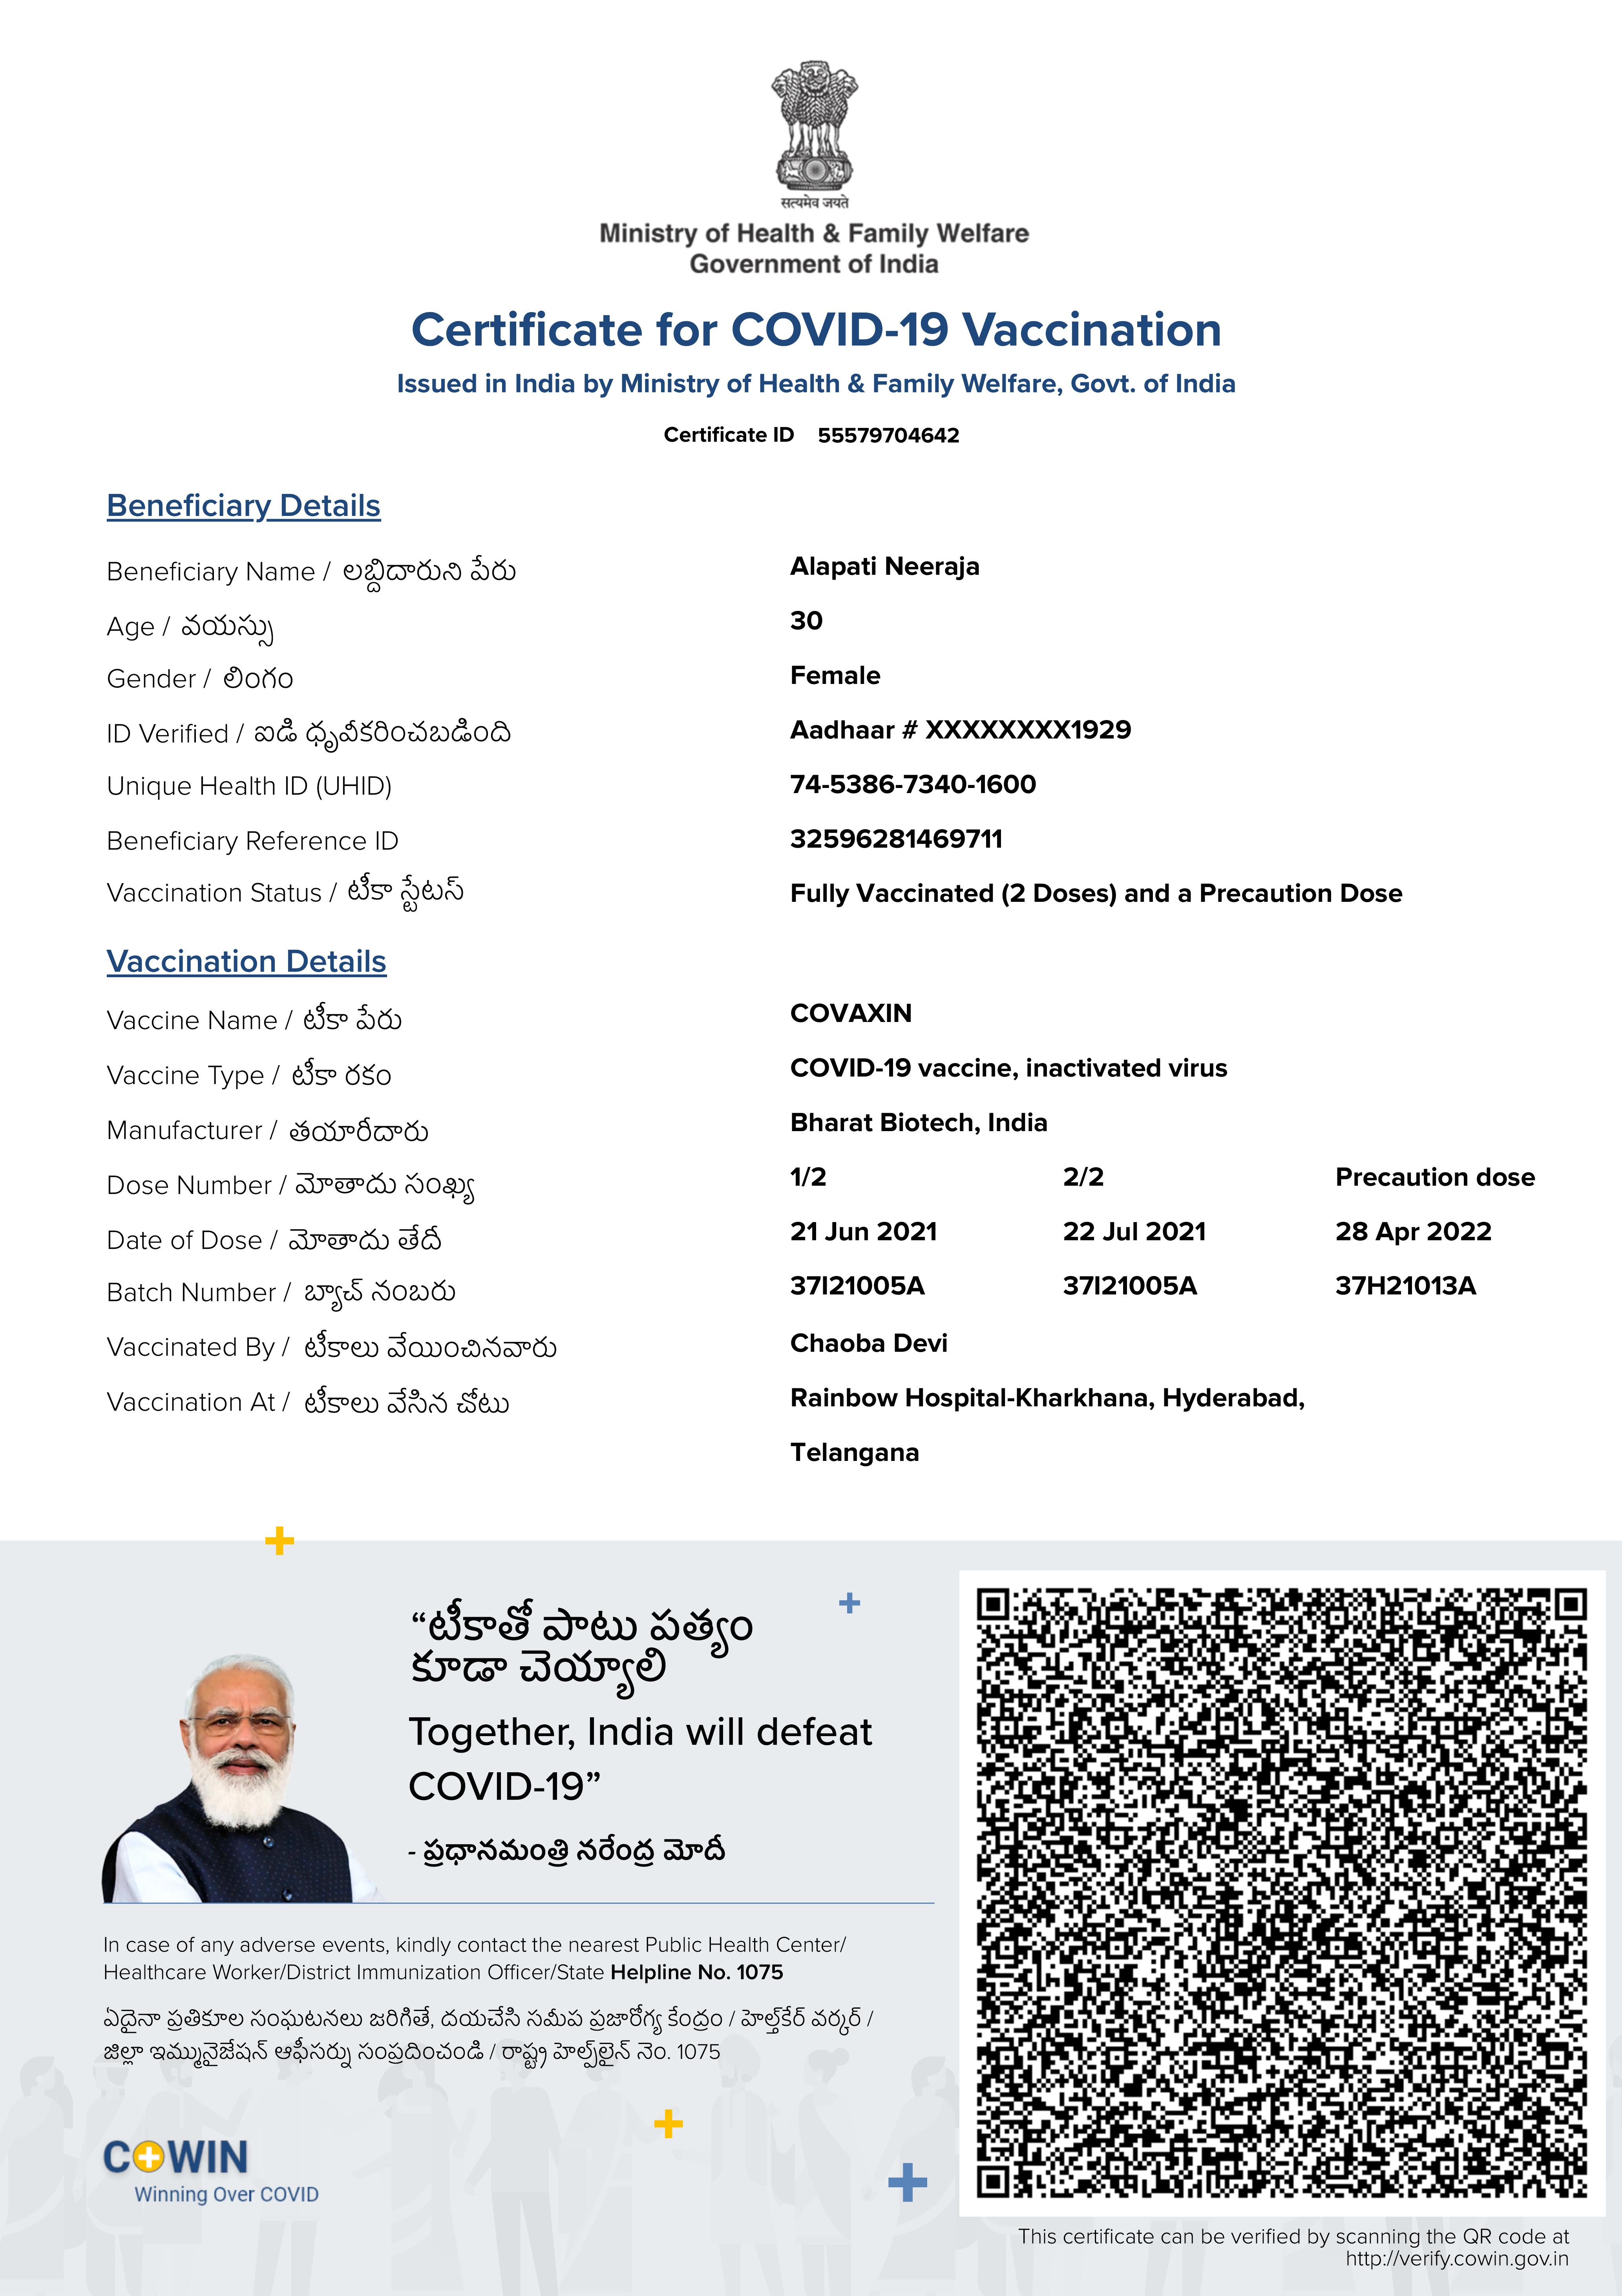 सत्यमेव जयते
Ministry of Health & Family Welfare
Government of India
Certificate for COVID-19 Vaccination
Issued in India by Ministry of Health & Family Welfare, Govt. of India
Certificate ID 55579704642
Beneficiary Details
Beneficiary Name / లబ్దిదారుని పేరు Alapati Neeraja
Age / వయస్సు 30
Gender / లింగం Female
ID Verified / ఐడి ధృవీకరించబడింది Aadhaar # XXXXXXXX1929
Unique Health ID (UHID) 74-5386-7340-1600
Beneficiary Reference ID 32596281469711
Vaccination Status / టీకా స్టేటస్ Fully Vaccinated (2 Doses) and a Precaution Dose
Vaccination Details
Vaccine Name / టీకా పేరు COVAXIN
Vaccine Type / టీకా రకం COVID-19 vaccine, inactivated virus
Manufacturer / తయారీదారు Bharat Biotech, India
Dose Number / మోతాదు సంఖ్య 1/2 2/2 Precaution dose
Date of Dose / మోతాదు తేదీ 21 Jun 2021 22 Jul 2021 28 Apr 2022
Batch Number / బ్యాచ్ నంబరు 37I21005A 37I21005A 37H21013A
Vaccinated By / టీకాలు వేయించినవారు Chaoba Devi
Vaccination At / టీకాలు వేసిన చోటు Rainbow Hospital-Kharkhana, Hyderabad,
Telangana
“టీకాతో పాటు పత్యం
కూడా చెయ్యాలి
Together, India will defeat
COVID-19”
- ప్రధానమంత్రి నరేంద్ర మోదీ
In case of any adverse events, kindly contact the nearest Public Health Center/
Healthcare Worker/District Immunization Officer/State Helpline No. 1075
ఏదైనా ప్రతికూల సంఘటనలు జరిగితే, దయచేసి సమీప ప్రజారోగ్య కేంద్రం / హెల్త్‌కేర్ వర్కర్ /
జిల్లా ఇమ్మునైజేషన్ ఆఫీసర్ను సంప్రదించండి / రాష్ట్ర హెల్ప్‌లైన్ నెం. 1075
COWIN
Winning Over COVID
This certificate can be verified by scanning the QR code at
http://verify.cowin.gov.in